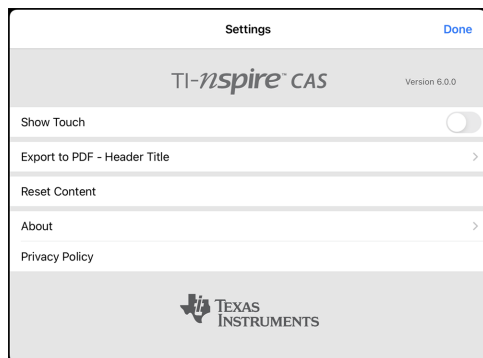 Settings
Done
TI-nspire™ CAS
Version 6.0.0
Show Touch
Export to PDF - Header Title
Reset Content
About
Privacy Policy
TEXAS
INSTRUMENTS